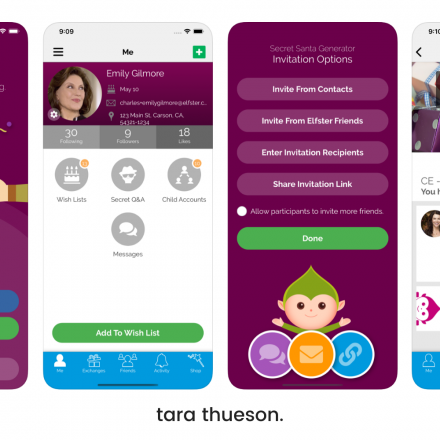 9:09
Me
Emily Gilmore
May 10
charles+emilygilmore@elfster.c...
123 Main St, Carson, CA,
54321-1234
30
9
18
Following
Followers
Likes
Wish Lists
Secret Q&A
Child Accounts
Messages
Add To Wish List
Me
Exchanges
Friends
Activity
Shop
Secret Santa Generator
Invitation Options
Invite From Contacts
Invite From Elfster Friends
Enter Invitation Recipients
Share Invitation Link
Allow participants to invite more friends.
Done
9:10
CE -
You h
Me
tara thueson.